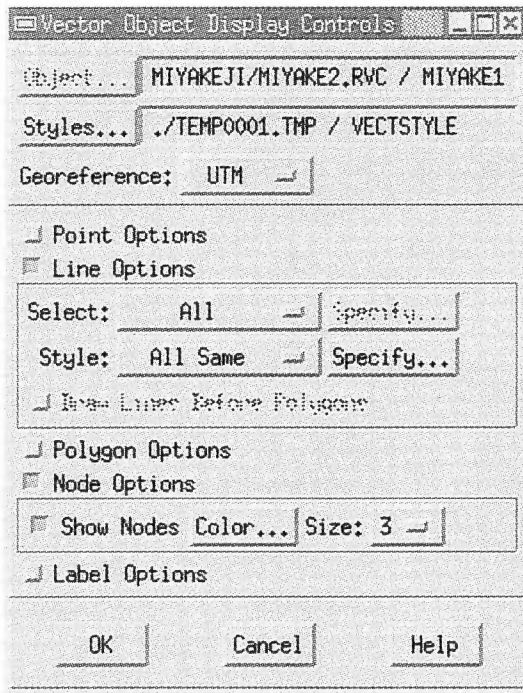 Vector Object Display Controls
Object... MIYAKEJI/MIYAKE2.RVC / MIYAKE1
Styles... ./TEMP0001.TMP / VECTSTYLE
Georeference: UTM
Point Options
Line Options
Select: All Specify...
Style: All Same Specify...
Draw Lines Before Polygons
Polygon Options
Node Options
Show Nodes Color... Size: 3
Label Options
OK Cancel Help